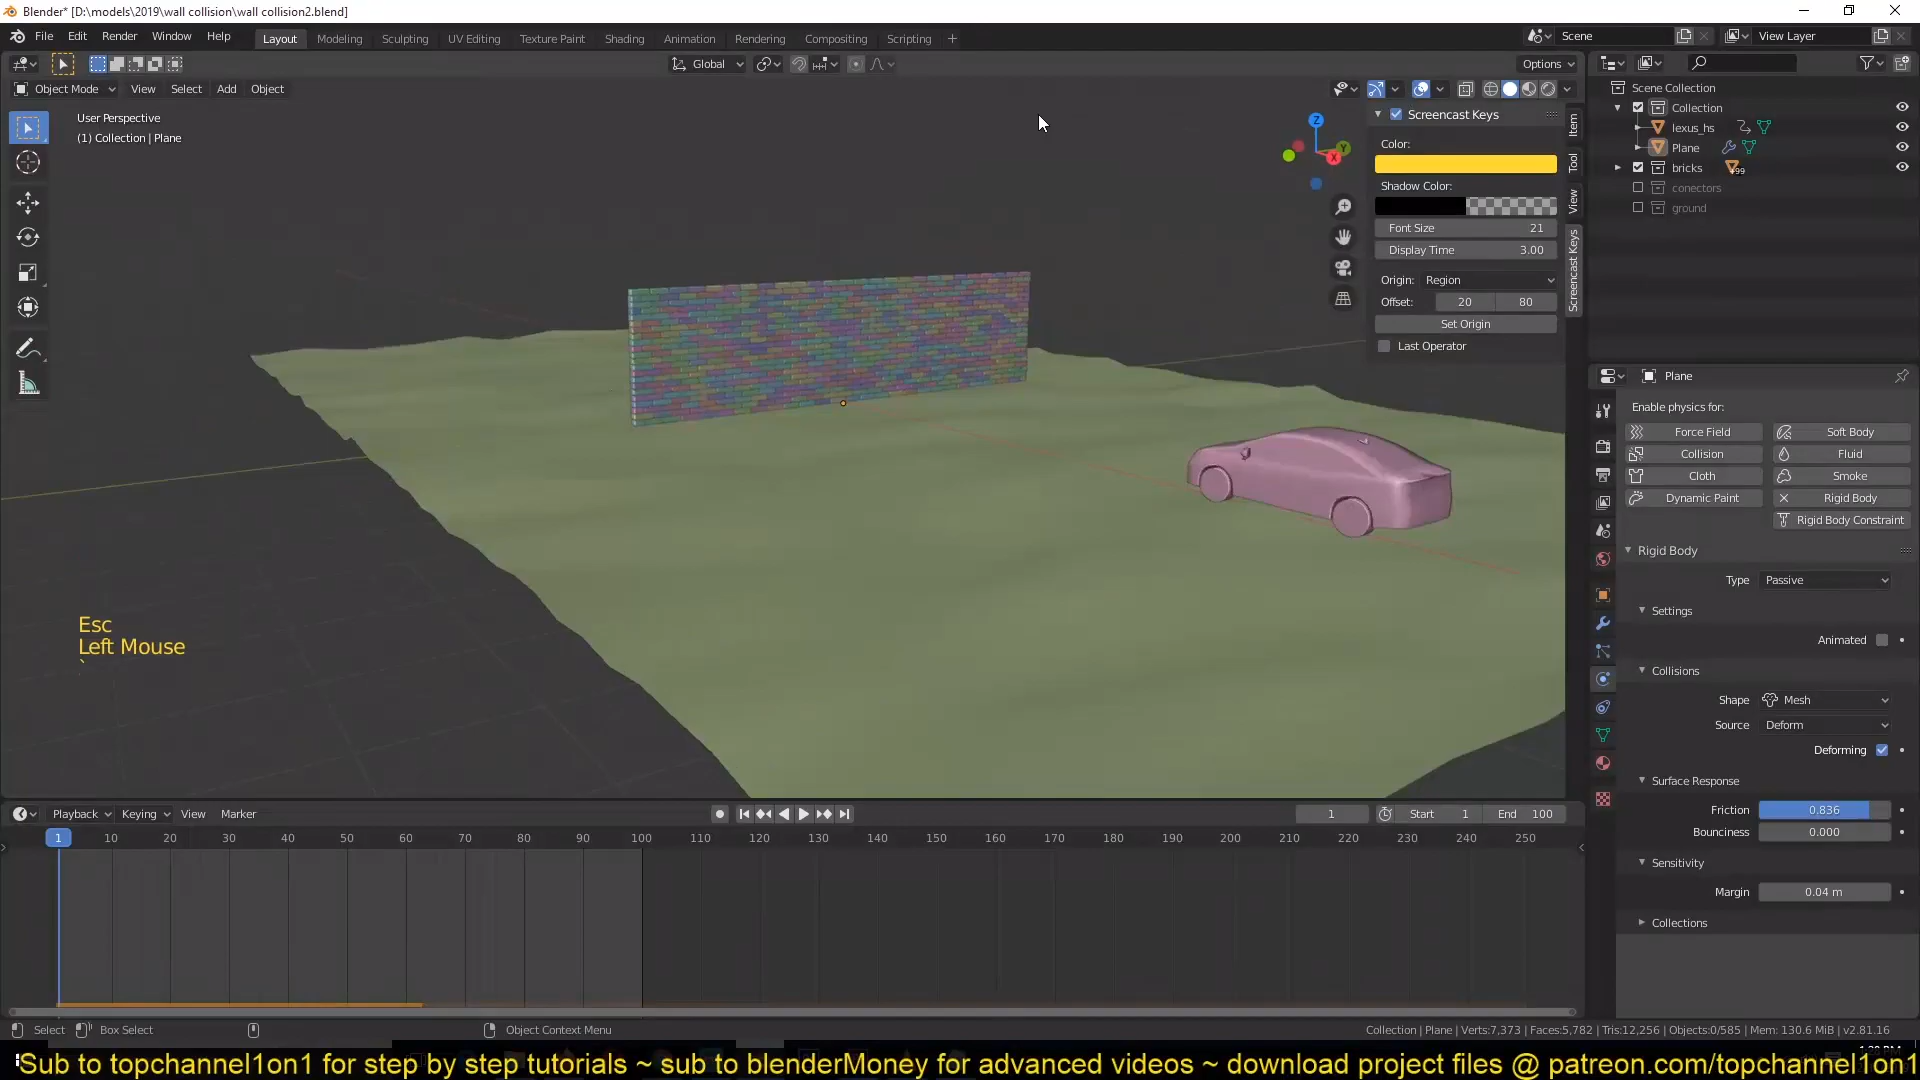 Blender* [D:\models\2019\wall collision\wall collision2.blend]
File Edit Render Window Help
Layout Modeling Sculpting UV Editing Texture Paint Shading Animation Rendering Compositing Scripting +
Scene
View Layer
Global
Options
Object Mode View Select Add Object
User Perspective
(1) Collection | Plane
Z
Y
X
Screencast Keys
Color:
Shadow Color:
Font Size 21
Display Time 3.00
Origin: Region
Offset: 20 80
Set Origin
Last Operator
Item
Tool
View
Screencast Keys
Scene Collection
Collection
lexus_hs
Plane
bricks
99
conectors
ground
Plane
Enable physics for:
Force Field Soft Body
Collision Fluid
Cloth Smoke
Dynamic Paint Rigid Body
Rigid Body Constraint
Rigid Body
Type Passive
Settings
Animated
Collisions
Shape Mesh
Source Deform
Deforming
Surface Response
Friction 0.836
Bounciness 0.000
Sensitivity
Margin 0.04 m
Collections
Esc
Left Mouse
`
Playback Keying View Marker
1 Start 1 End 100
1 10 20 30 40 50 60 70 80 90 100 110 120 130 140 150 160 170 180 190 200 210 220 230 240 250
Select Box Select Object Context Menu
Collection | Plane | Verts:7,373 | Faces:5,782 | Tris:12,256 | Objects:0/585 | Mem: 130.6 MiB | v2.81.16
Sub to topchannel1on1 for step by step tutorials ~ sub to blenderMoney for advanced videos ~ download project files @ patreon.com/topchannel1on1